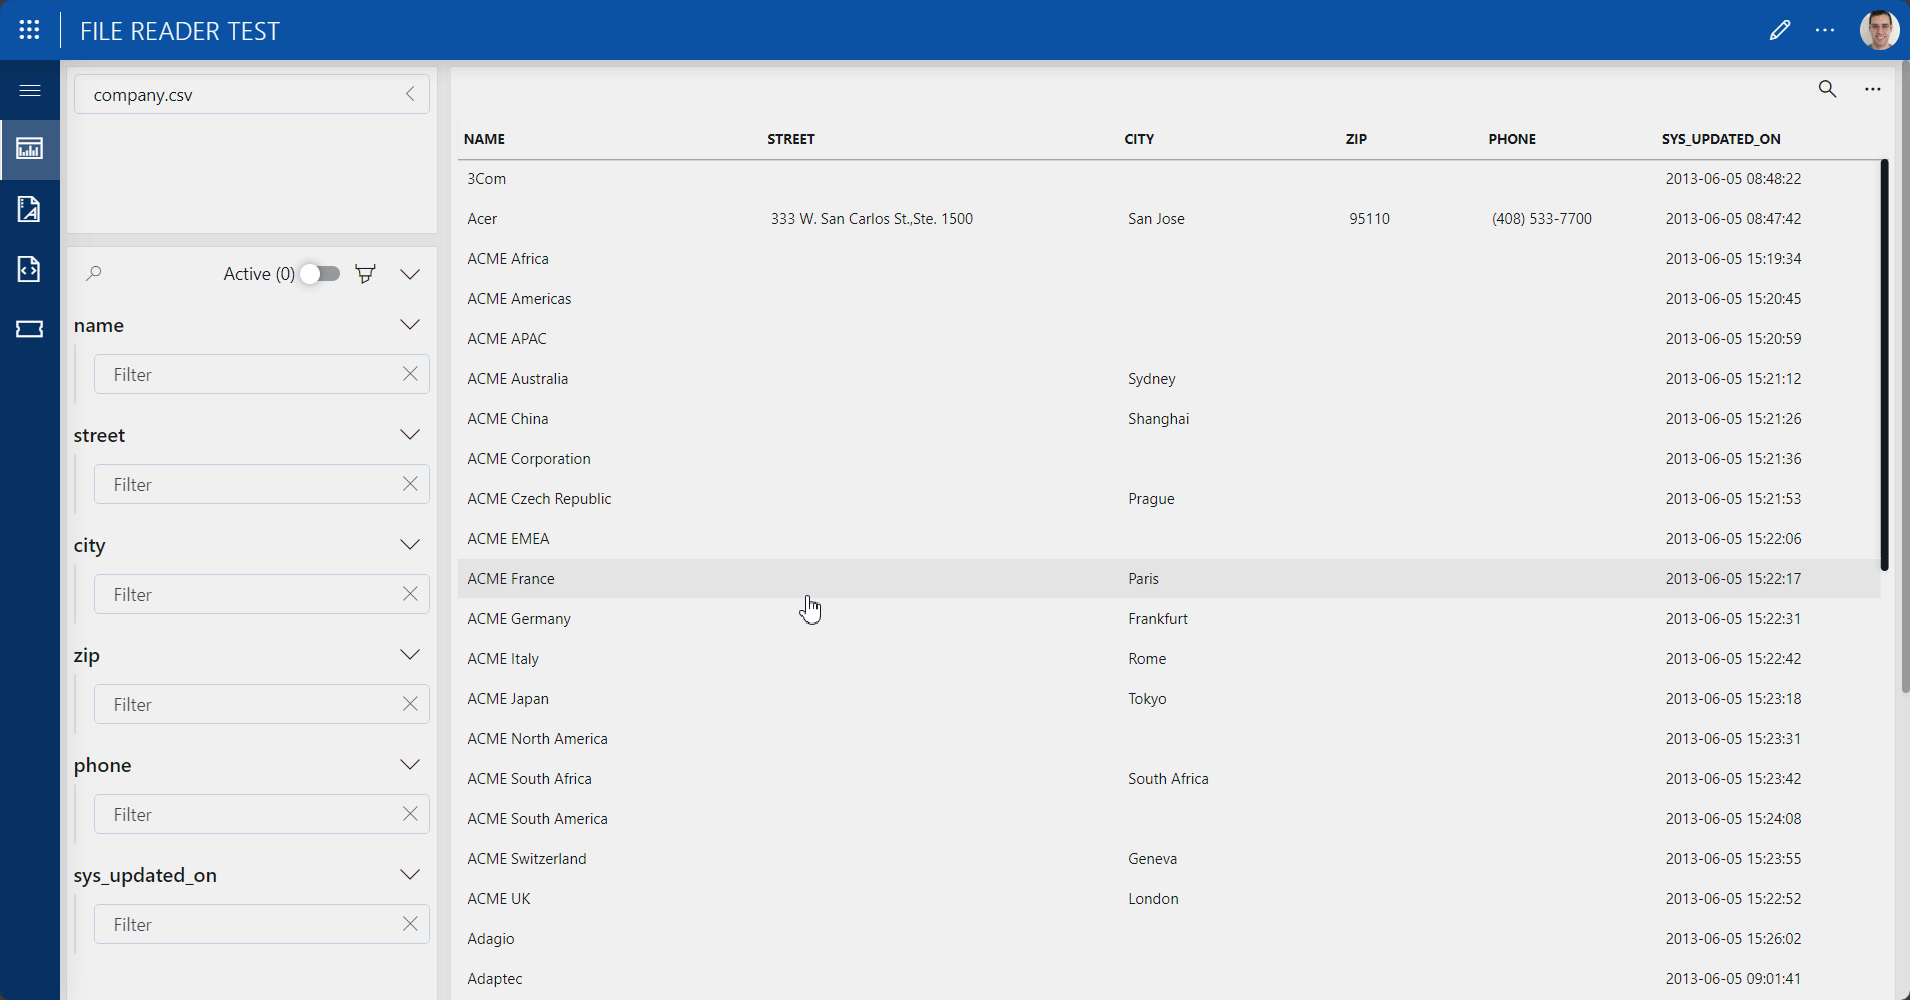 FILE READER TEST
company.csv
Active (0)
name
Filter
street
Filter
city
Filter
zip
Filter
phone
Filter
sys_updated_on
Filter
NAME STREET CITY ZIP PHONE SYS_UPDATED_ON
3Com 2013-06-05 08:48:22
Acer 333 W. San Carlos St.,Ste. 1500 San Jose 95110 (408) 533-7700 2013-06-05 08:47:42
ACME Africa 2013-06-05 15:19:34
ACME Americas 2013-06-05 15:20:45
ACME APAC 2013-06-05 15:20:59
ACME Australia Sydney 2013-06-05 15:21:12
ACME China Shanghai 2013-06-05 15:21:26
ACME Corporation 2013-06-05 15:21:36
ACME Czech Republic Prague 2013-06-05 15:21:53
ACME EMEA 2013-06-05 15:22:06
ACME France Paris 2013-06-05 15:22:17
ACME Germany Frankfurt 2013-06-05 15:22:31
ACME Italy Rome 2013-06-05 15:22:42
ACME Japan Tokyo 2013-06-05 15:23:18
ACME North America 2013-06-05 15:23:31
ACME South Africa South Africa 2013-06-05 15:23:42
ACME South America 2013-06-05 15:24:08
ACME Switzerland Geneva 2013-06-05 15:23:55
ACME UK London 2013-06-05 15:22:52
Adagio 2013-06-05 15:26:02
Adaptec 2013-06-05 09:01:41